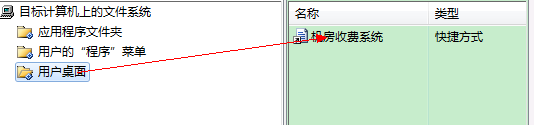 目标计算机上的文件系统
应用程序文件夹
用户的“程序”菜单
用户桌面
名称 类型
机房收费系统 快捷方式